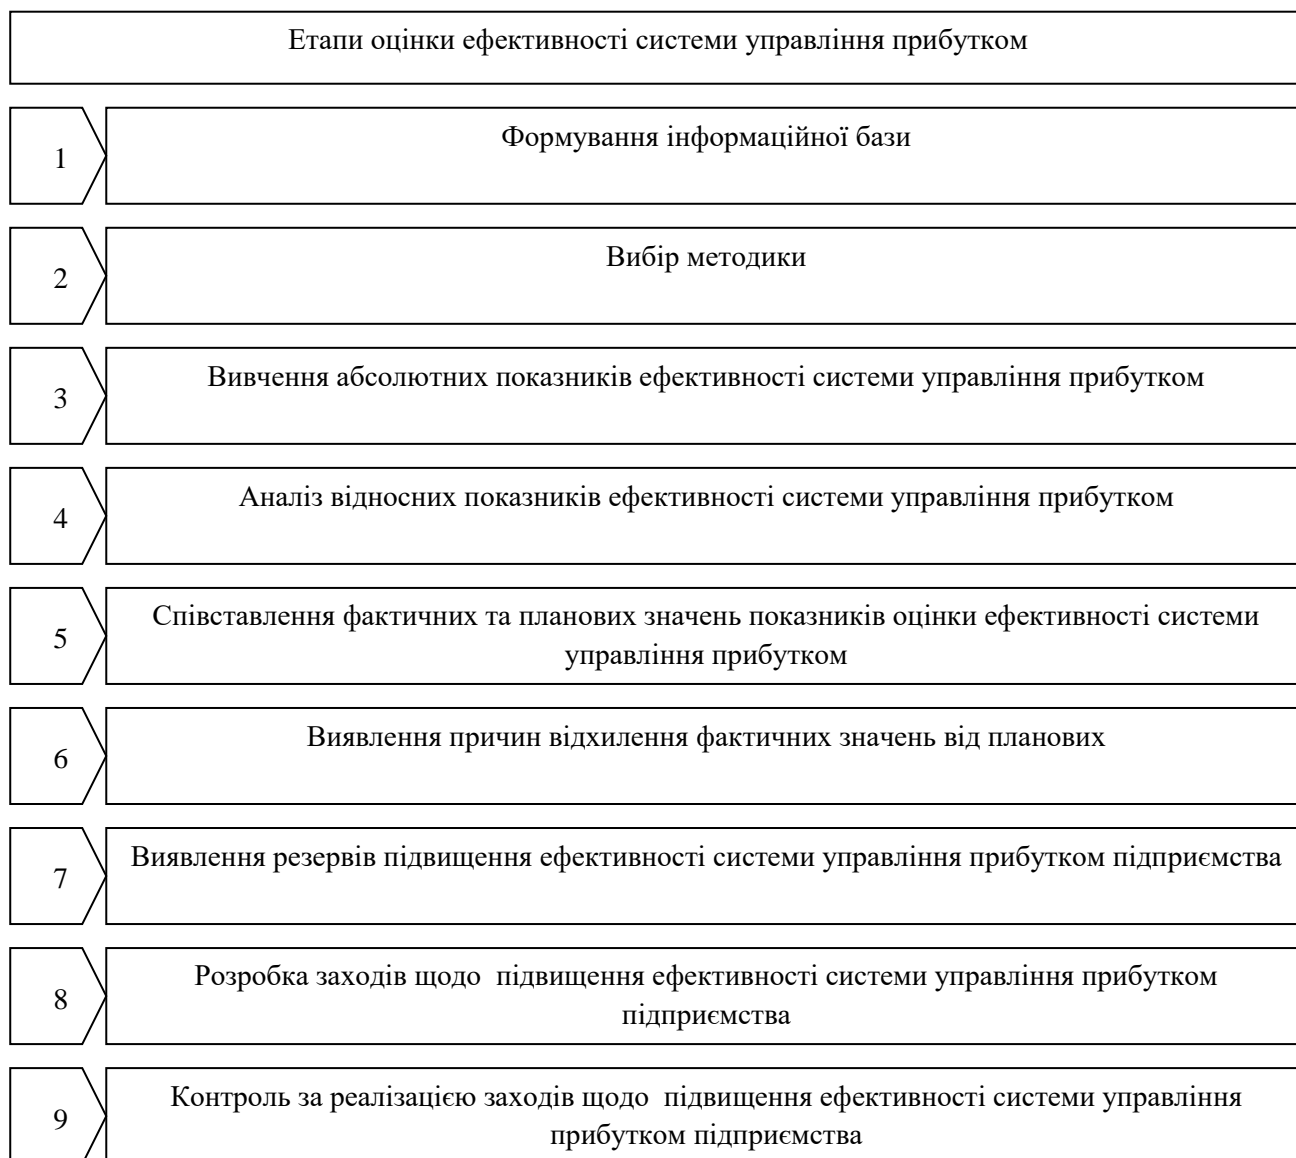 Етапи оцінки ефективності системи управління прибутком
1
Формування інформаційної бази
2
Вибір методики
3
Вивчення абсолютних показників ефективності системи управління прибутком
4
Аналіз відносних показників ефективності системи управління прибутком
5
Співставлення фактичних та планових значень показників оцінки ефективності системи
управління прибутком
6
Виявлення причин відхилення фактичних значень від планових
7
Виявлення резервів підвищення ефективності системи управління прибутком підприємства
8
Розробка заходів щодо  підвищення ефективності системи управління прибутком
підприємства
9
Контроль за реалізацією заходів щодо  підвищення ефективності системи управління
прибутком підприємства